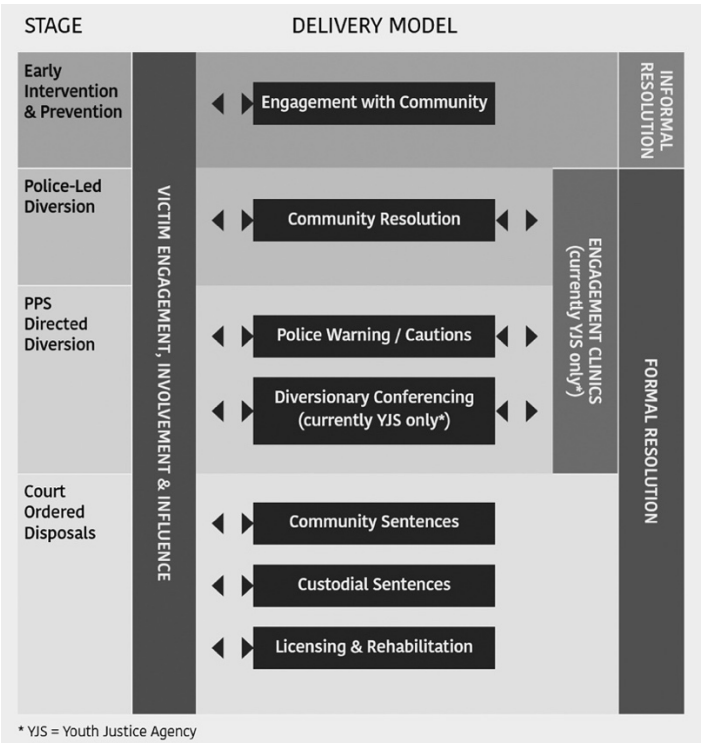 STAGE
DELIVERY MODEL
Early
Intervention
& Prevention
Engagement with Community
INFORMAL
RESOLUTION
Police-Led
Diversion
Community Resolution
PPS
Directed
Diversion
Police Warning / Cautions
Diversionary Conferencing
(currently YJS only*)
Court
Ordered
Disposals
Community Sentences
Custodial Sentences
Licensing & Rehabilitation
VICTIM ENGAGEMENT, INVOLVEMENT & INFLUENCE
ENGAGEMENT CLINICS
(currently YJS only*)
FORMAL RESOLUTION
* YJS = Youth Justice Agency